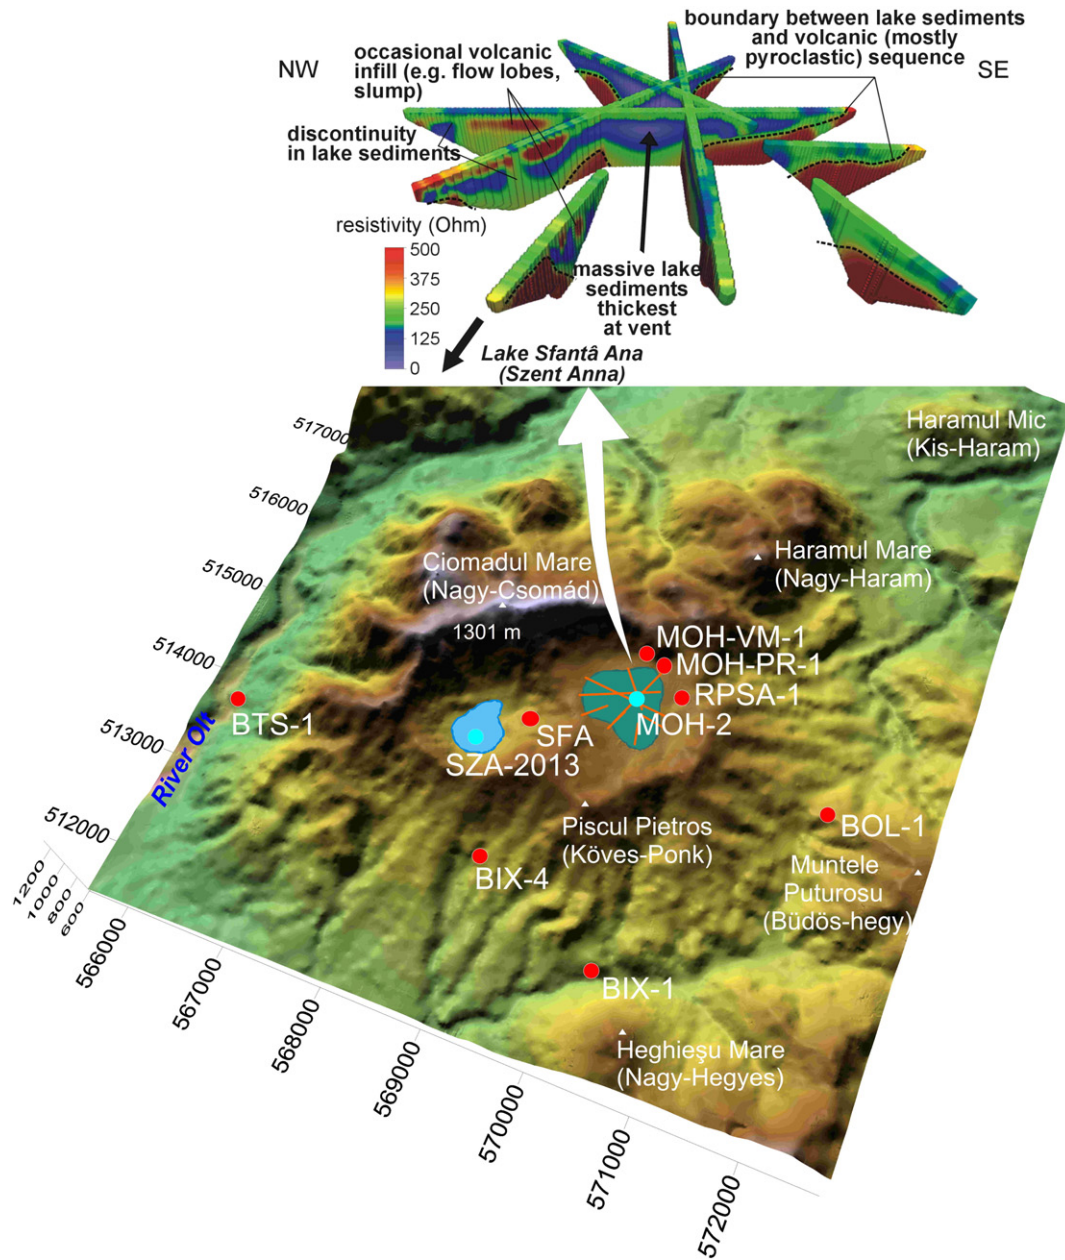 boundary between lake sediments
and volcanic (mostly
pyroclastic) sequence
occasional volcanic
infill (e.g. flow lobes,
slump)
NW
SE
discontinuity
in lake sediments
resistivity (Ohm)
500
375
250
125
0
massive lake
sediments
thickest
at vent
Lake Sfantâ Ana
(Szent Anna)
517000
516000
515000
514000
513000
512000
Haramul Mic
(Kis-Haram)
Ciomadul Mare
(Nagy-Csomád)
1301 m
Haramul Mare
(Nagy-Haram)
MOH-VM-1
MOH-PR-1
RPSA-1
MOH-2
BTS-1
River Olt
SFA
SZA-2013
Piscul Pietros
(Köves-Ponk)
BOL-1
Muntele
Puturosu
(Büdös-hegy)
BIX-4
BIX-1
Heghieşu Mare
(Nagy-Hegyes)
1200
1000
800
600
566000
567000
568000
569000
570000
571000
572000